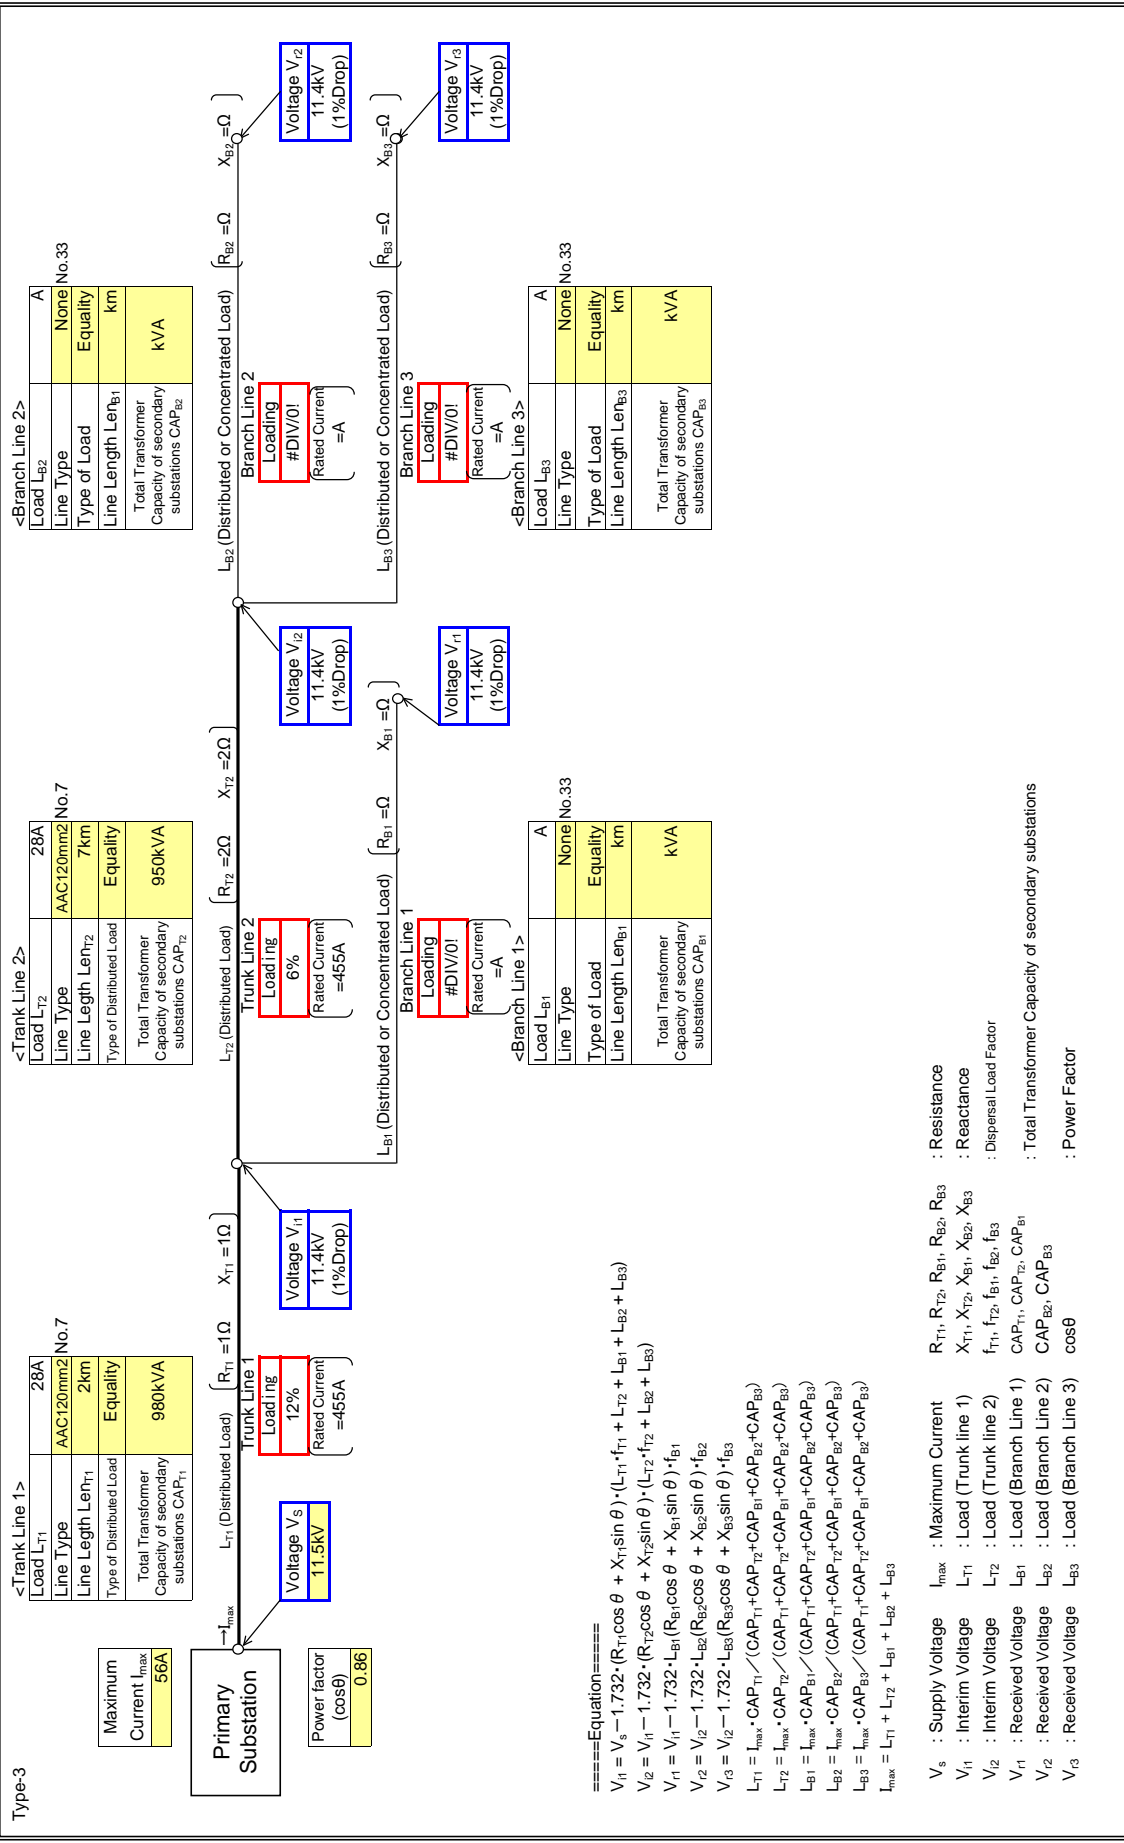 Type-3
Maximum
Current Imax
56A
Primary
Substation
Power factor
(cosθ)
0.86
→Imax
Voltage VS
11.5kV
<Trank Line 1>
Load LT1 28A
Line Type AAC120mm2 No.7
Line Legth LenT1 2km
Type of Distributed Load Equality
Total Transformer
Capacity of secondary
substations CAPT1
980kVA
LT1 (Distributed Load) RT1 =1Ω XT1 =1Ω
Trunk Line 1
Loading
12%
Rated Current
=455A
Voltage Vi1
11.4kV
(1%Drop)
<Trank Line 2>
Load LT2 28A
Line Type AAC120mm2 No.7
Line Legth LenT2 7km
Type of Distributed Load Equality
Total Transformer
Capacity of secondary
substations CAPT2
950kVA
LT2 (Distributed Load) RT2 =2Ω XT2 =2Ω
Trunk Line 2
Loading
6%
Rated Current
=455A
Voltage Vi2
11.4kV
(1%Drop)
LB1 (Distributed or Concentrated Load) RB1 =Ω XB1 =Ω
Branch Line 1
Loading
#DIV/0!
Rated Current
=A
Voltage Vr1
11.4kV
(1%Drop)
<Branch Line 1>
Load LB1 A
Line Type None No.33
Type of Load Equality
Line Length LenB1 km
Total Transformer
Capacity of secondary
substations CAPB1
kVA
<Branch Line 2>
Load LB2 A
Line Type None No.33
Type of Load Equality
Line Length LenB1 km
Total Transformer
Capacity of secondary
substations CAPB2
kVA
LB2 (Distributed or Concentrated Load) RB2 =Ω XB2 =Ω
Branch Line 2
Loading
#DIV/0!
Rated Current
=A
Voltage Vr2
11.4kV
(1%Drop)
LB3 (Distributed or Concentrated Load) RB3 =Ω XB3 =Ω
Branch Line 3
Loading
#DIV/0!
Rated Current
=A
Voltage Vr3
11.4kV
(1%Drop)
<Branch Line 3>
Load LB3 A
Line Type None No.33
Type of Load Equality
Line Length LenB3 km
Total Transformer
Capacity of secondary
substations CAPB3
kVA
=====Equation=====
Vi1 = Vs−1.732・(RT1cosθ + XT1sinθ)・(LT1・fT1 + LT2 + LB1 + LB2 + LB3)
Vi2 = Vi1−1.732・(RT2cosθ + XT2sinθ)・(LT2・fT2 + LB2 + LB3)
Vr1 = Vi1−1.732・LB1(RB1cosθ + XB1sinθ)・fB1
Vr2 = Vi2−1.732・LB2(RB2cosθ + XB2sinθ)・fB2
Vr3 = Vi2−1.732・LB3(RB3cosθ + XB3sinθ)・fB3
LT1 = Imax・CAPT1／(CAPT1+CAPT2+CAPB1+CAPB2+CAPB3)
LT2 = Imax・CAPT2／(CAPT1+CAPT2+CAPB1+CAPB2+CAPB3)
LB1 = Imax・CAPB1／(CAPT1+CAPT2+CAPB1+CAPB2+CAPB3)
LB2 = Imax・CAPB2／(CAPT1+CAPT2+CAPB1+CAPB2+CAPB3)
LB3 = Imax・CAPB3／(CAPT1+CAPT2+CAPB1+CAPB2+CAPB3)
Imax = LT1 + LT2 + LB1 + LB2 + LB3
Vs : Supply Voltage Imax : Maximum Current RT1, RT2, RB1, RB2, RB3 : Resistance
Vi1 : Interim Voltage LT1 : Load (Trunk line 1) XT1, XT2, XB1, XB2, XB3 : Reactance
Vi2 : Interim Voltage LT2 : Load (Trunk line 2) fT1, fT2, fB1, fB2, fB3 : Dispersal Load Factor
Vr1 : Received Voltage LB1 : Load (Branch Line 1) CAPT1, CAPT2, CAPB1 : Total Transformer Capacity of secondary substations
Vr2 : Received Voltage LB2 : Load (Branch Line 2) CAPB2, CAPB3
Vr3 : Received Voltage LB3 : Load (Branch Line 3) cosθ : Power Factor